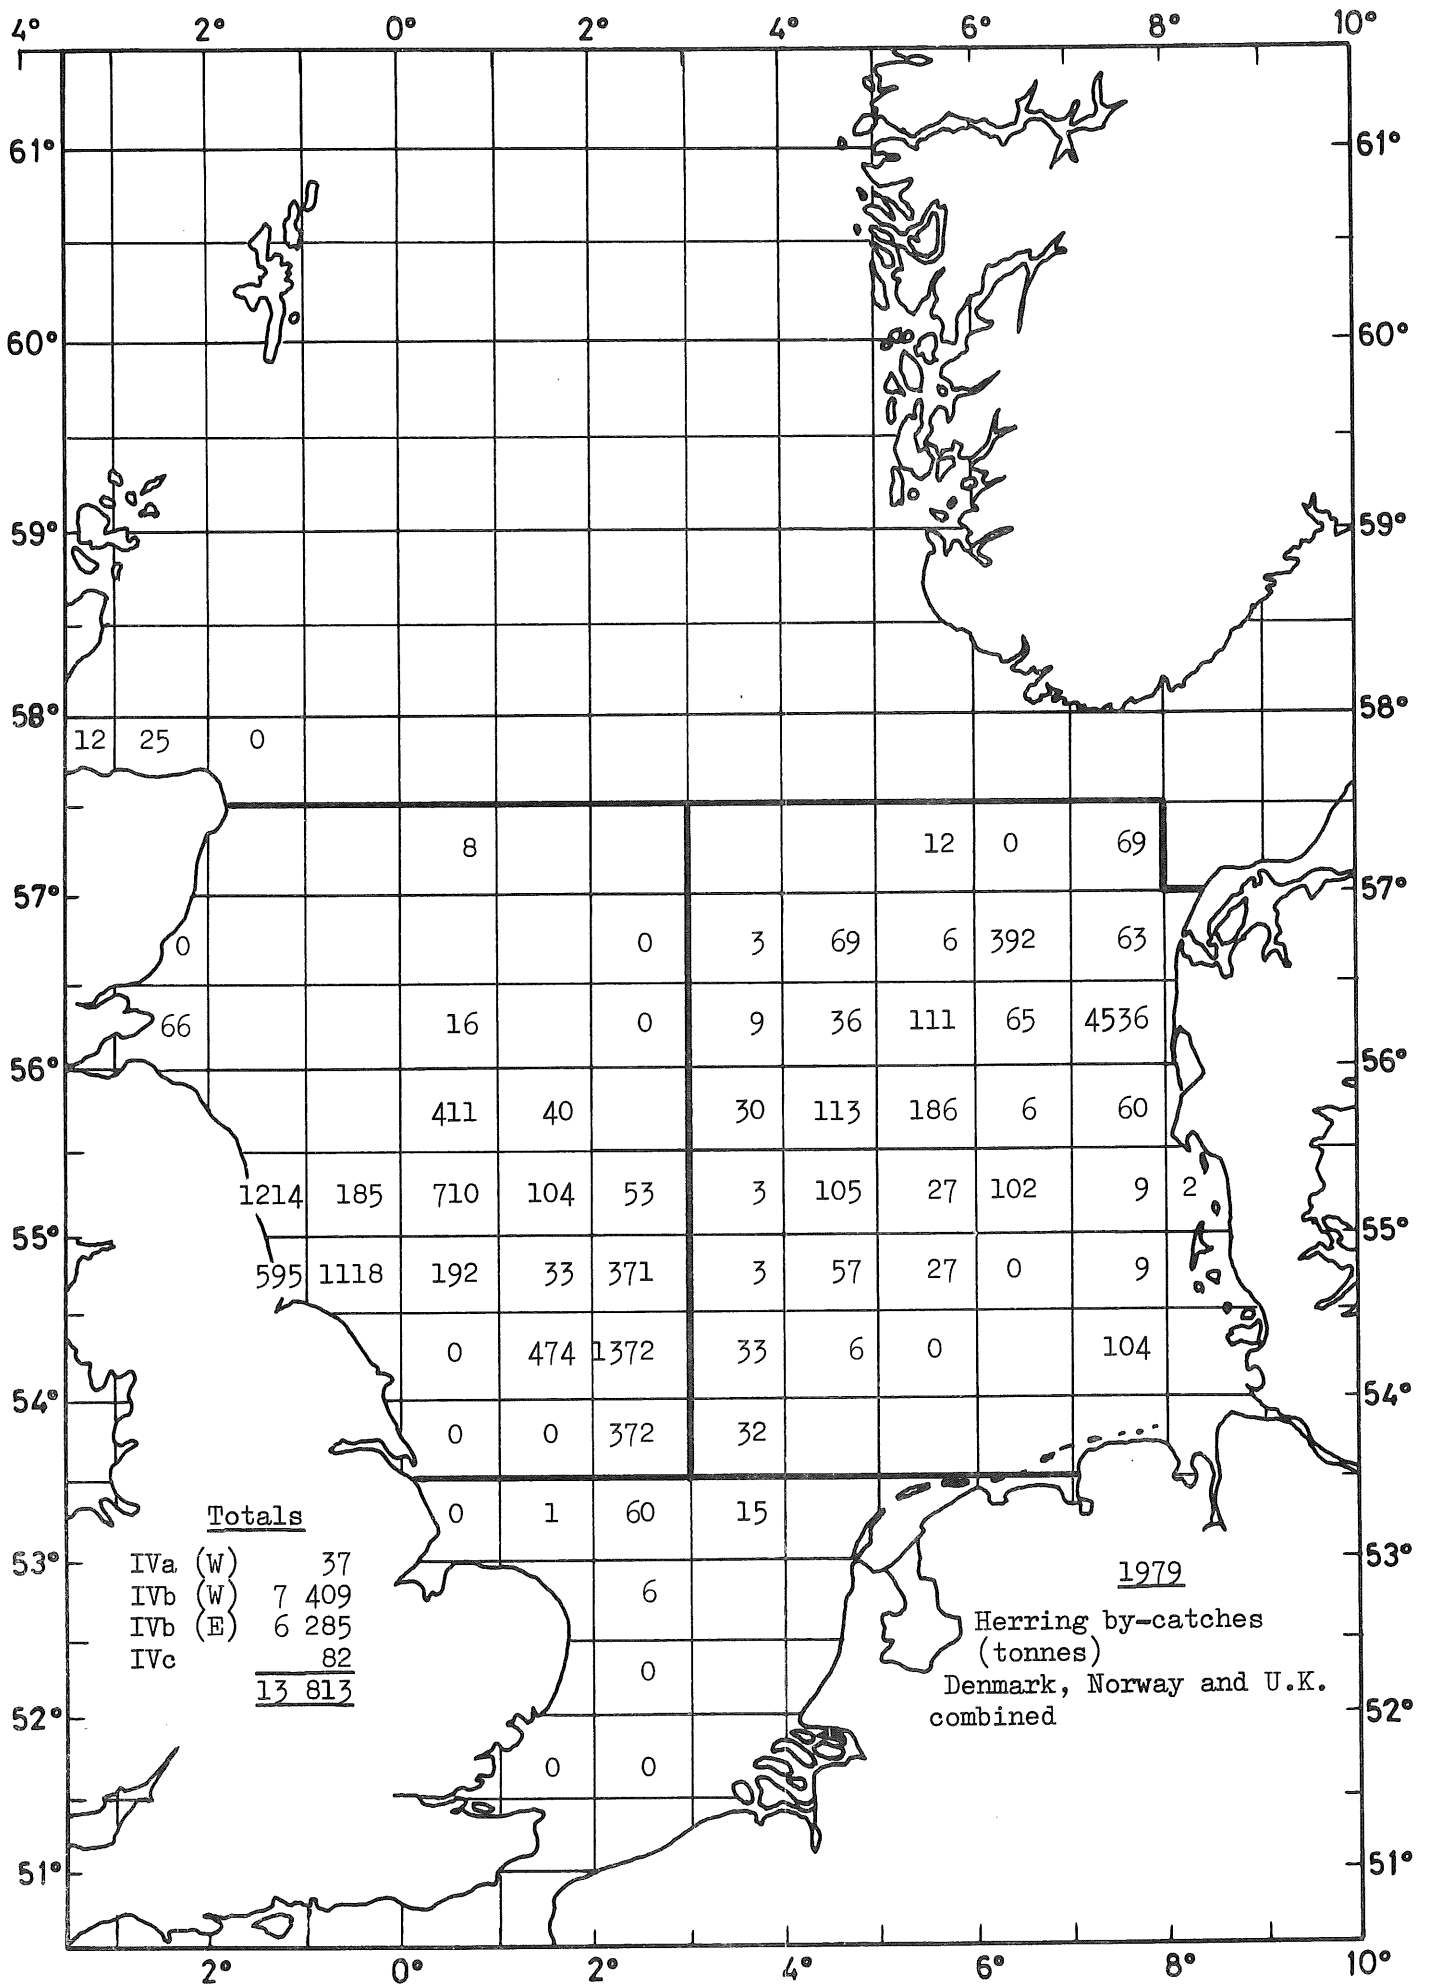 4° 2° 0° 2° 4° 6° 8° 10°
61° 61°
60° 60°
59° 59°
58° 58°
12 25 0
8 12 0 69
57° 57°
0 0 3 69 6 392 63
66 16 0 9 36 111 65 4536
56° 56°
411 40 30 113 186 6 60
1214 185 710 104 53 3 105 27 102 9 2
55° 55°
595 1118 192 33 371 3 57 27 0 9
0 474 1372 33 6 0 104
54° 54°
0 0 372 32
0 1 60 15
Totals
IVa (W) 37
IVb (W) 7 409
IVb (E) 6 285
IVc 82
13 813
53° 53°
6
0
52° 52°
0 0
51° 51°
1979
Herring by-catches
(tonnes)
Denmark, Norway and U.K.
combined
2° 0° 2° 4° 6° 8° 10°